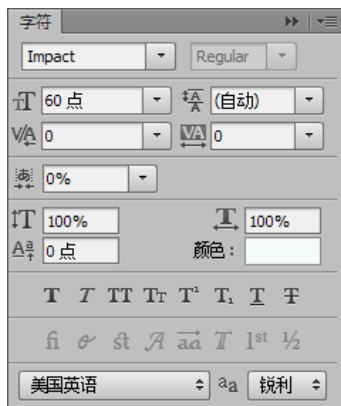 字符
Impact Regular
60 点 (自动)
0 0
0%
100% 100%
0 点 颜色:
T T TT Tr T¹ T₁ T T
fi st A aa T 1st ½
美国英语 aa 锐利